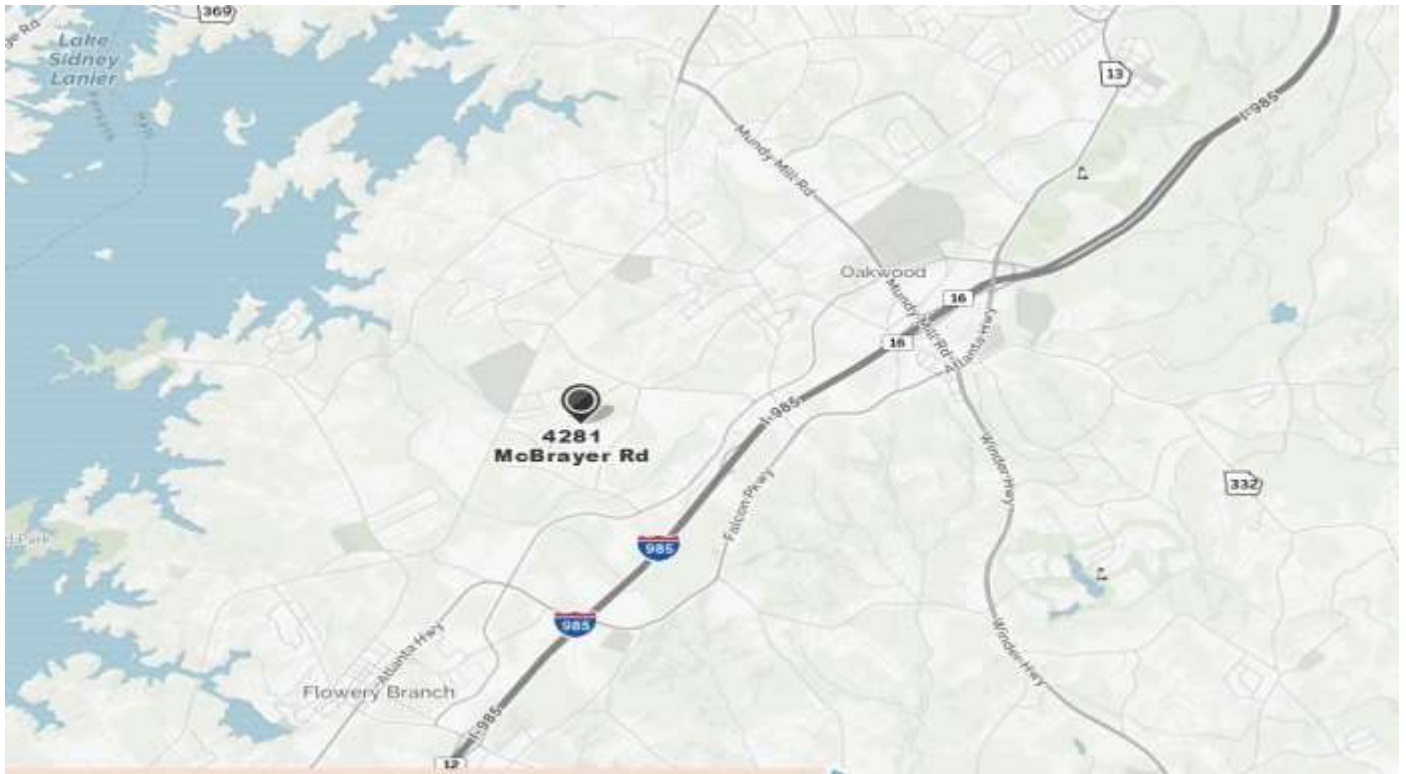 369
Lake
Sidney
Lanier
13
I-985
Mundy Mill Rd
Oakwood
16
Mundy Mill Rd
16
Atlanta Hwy
I-985
4281
McBrayer Rd
Winder Hwy
332
Falcon Pkwy
985
985
Winder Hwy
Atlanta Hwy
Flowery Branch
I-985
12